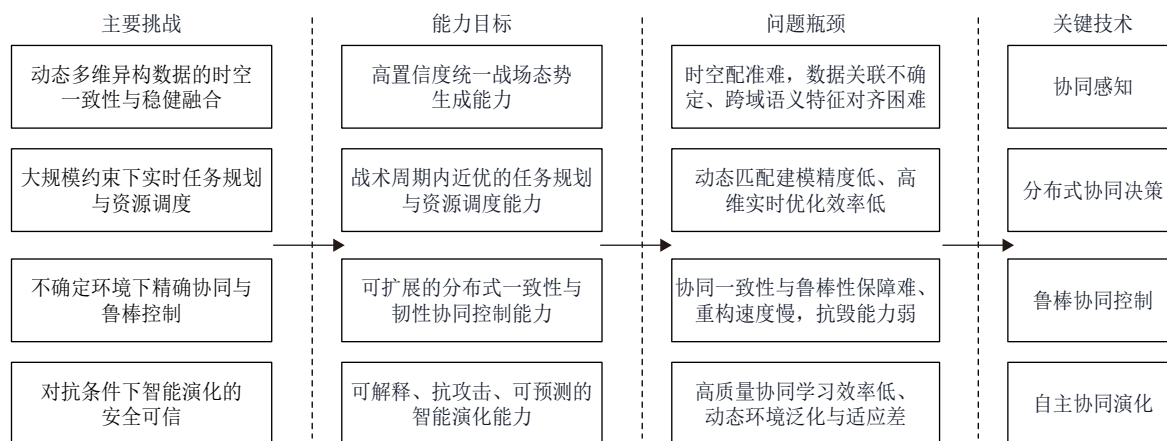 主要挑战
能力目标
问题瓶颈
关键技术
动态多维异构数据的时空
一致性与稳健融合
高置信度统一战场态势
生成能力
时空配准难，数据关联不确
定、跨域语义特征对齐困难
协同感知
大规模约束下实时任务规划
与资源调度
战术周期内近优的任务规划
与资源调度能力
动态匹配建模精度低、高
维实时优化效率低
分布式协同决策
不确定环境下精确协同与
鲁棒控制
可扩展的分布式一致性与
韧性协同控制能力
协同一致性与鲁棒性保障难、
重构速度慢，抗毁能力弱
鲁棒协同控制
对抗条件下智能演化的
安全可信
可解释、抗攻击、可预测的
智能演化能力
高质量协同学习效率低、
动态环境泛化与适应差
自主协同演化